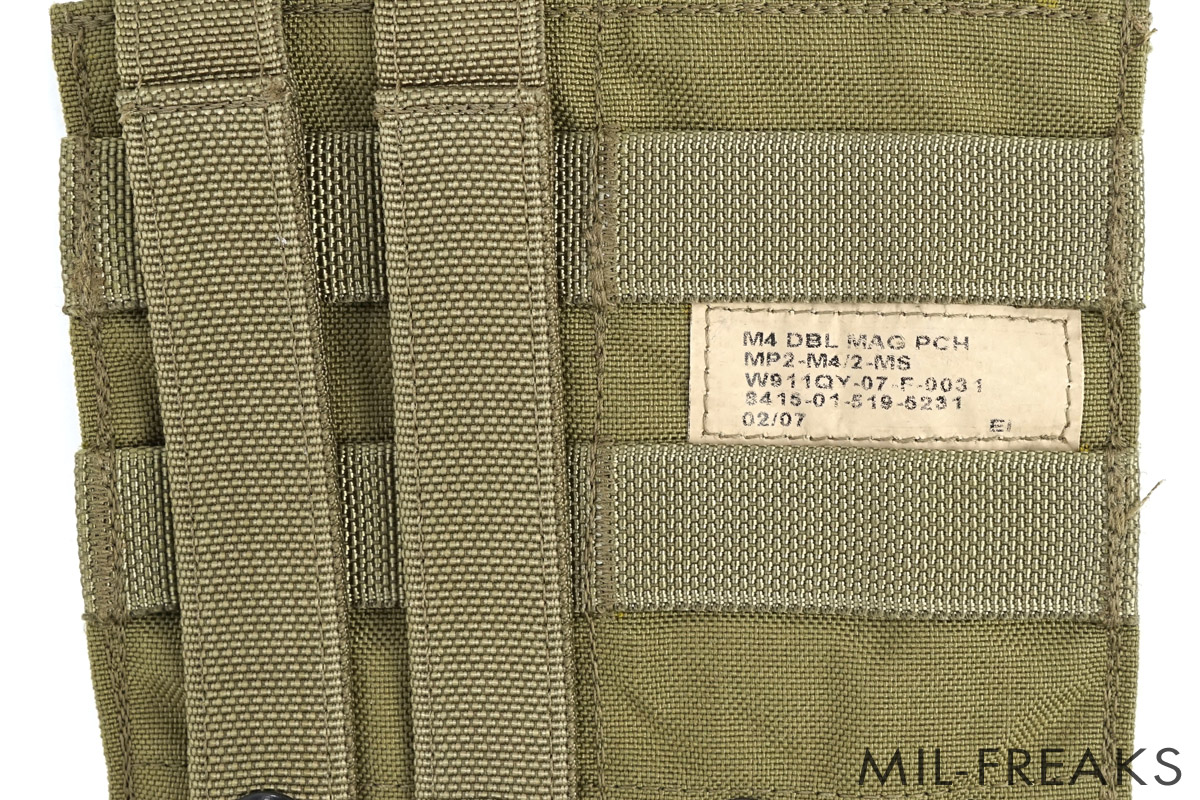 M4 DBL MAG PCH
MP2-M4/2-MS
W911QY-07-F-0031
8415-01-519-5231
02/07 EI
MIL-FREAKS